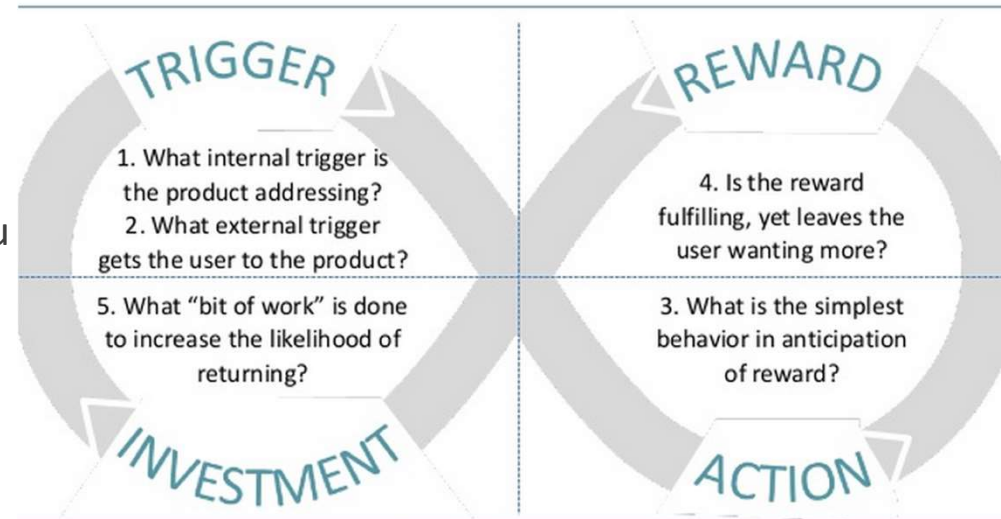 TRIGGER
1. What internal trigger is
the product addressing?
2. What external trigger
gets the user to the product?
REWARD
4. Is the reward
fulfilling, yet leaves the
user wanting more?
u
5. What “bit of work” is done
to increase the likelihood of
returning?
INVESTMENT
3. What is the simplest
behavior in anticipation
of reward?
ACTION